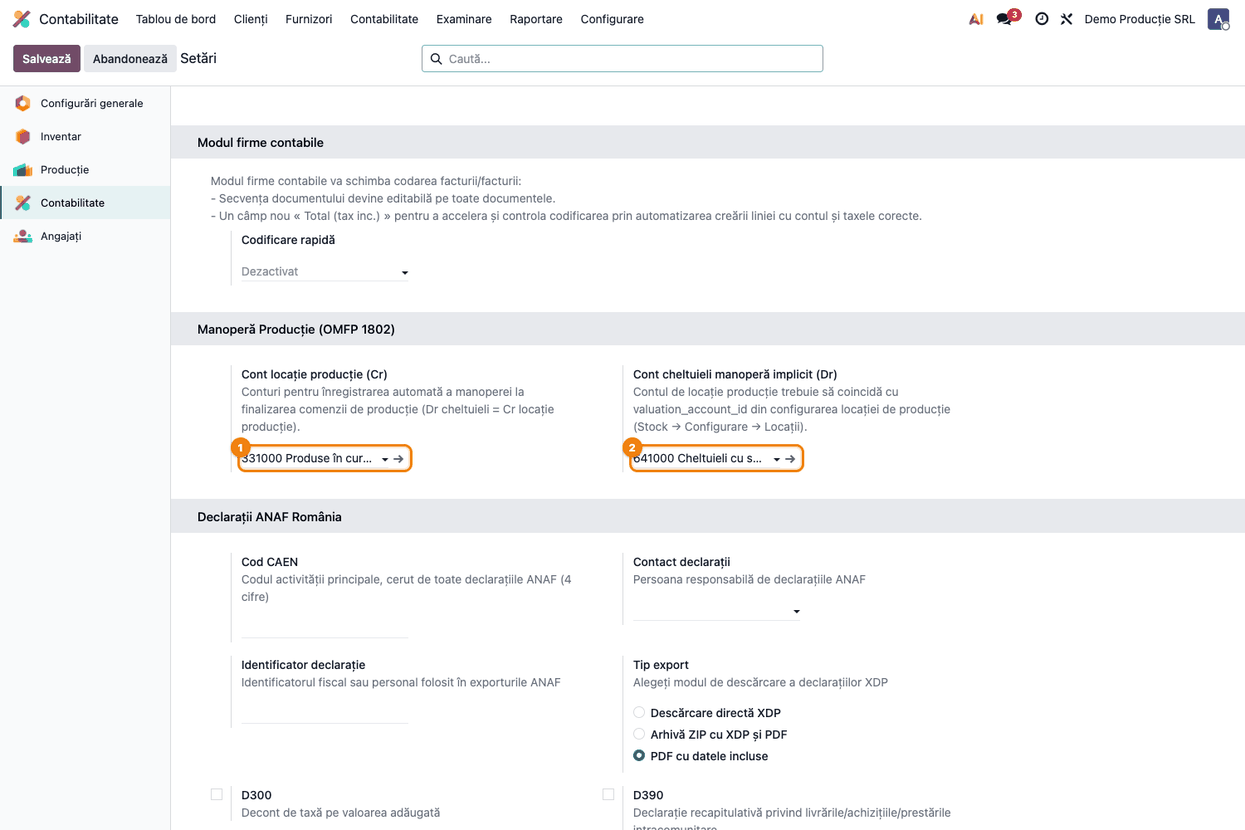 Contabilitate Tablou de bord Clienți Furnizori Contabilitate Examinare Raportare Configurare AI 3 Demo Producție SRL A
Salvează Abandonează Setări Caută...
Configurări generale
Inventar
Producție
Contabilitate
Angajați
Modul firme contabile
Modul firme contabile va schimba codarea facturii/facturii:
- Secvența documentului devine editabilă pe toate documentele.
- Un câmp nou « Total (tax inc.) » pentru a accelera și controla codificarea prin automatizarea creării liniei cu contul și taxele corecte.
Codificare rapidă
Dezactivat
Manoperă Producție (OMFP 1802)
Cont locație producție (Cr)
Conturi pentru înregistrarea automată a manoperei la
finalizarea comenzii de producție (Dr cheltuieli = Cr locație
producție).
1
331000 Produse în cur...
Cont cheltuieli manoperă implicit (Dr)
Contul de locație producție trebuie să coincidă cu
valuation_account_id din configurarea locației de producție
(Stock → Configurare → Locații).
2
641000 Cheltuieli cu s...
Declarații ANAF România
Cod CAEN
Codul activității principale, cerut de toate declarațiile ANAF (4
cifre)
Contact declarații
Persoana responsabilă de declarațiile ANAF
Identificator declarație
Identificatorul fiscal sau personal folosit în exporturile ANAF
Tip export
Alegeți modul de descărcare a declarațiilor XDP
Descărcare directă XDP
Arhivă ZIP cu XDP și PDF
PDF cu datele incluse
D300
Decont de taxă pe valoarea adăugată
D390
Declarație recapitulativă privind livrările/achizițiile/prestările
intracomunitare